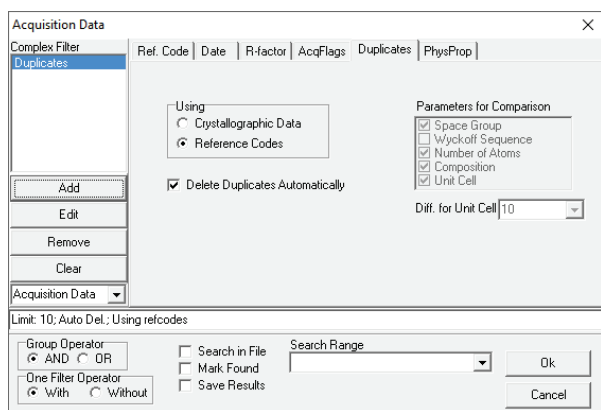 Acquisition Data
Complex Filter
Duplicates
Ref. Code
Date
R-factor
AcqFlags
Duplicates
PhysProp
Using
Crystallographic Data
Reference Codes
Delete Duplicates Automatically
Parameters for Comparison
Space Group
Wyckoff Sequence
Number of Atoms
Composition
Unit Cell
Diff. for Unit Cell 10
Add
Edit
Remove
Clear
Acquisition Data
Limit: 10; Auto Del.; Using refcodes
Group Operator
AND OR
One Filter Operator
With Without
Search in File
Mark Found
Save Results
Search Range
Ok
Cancel